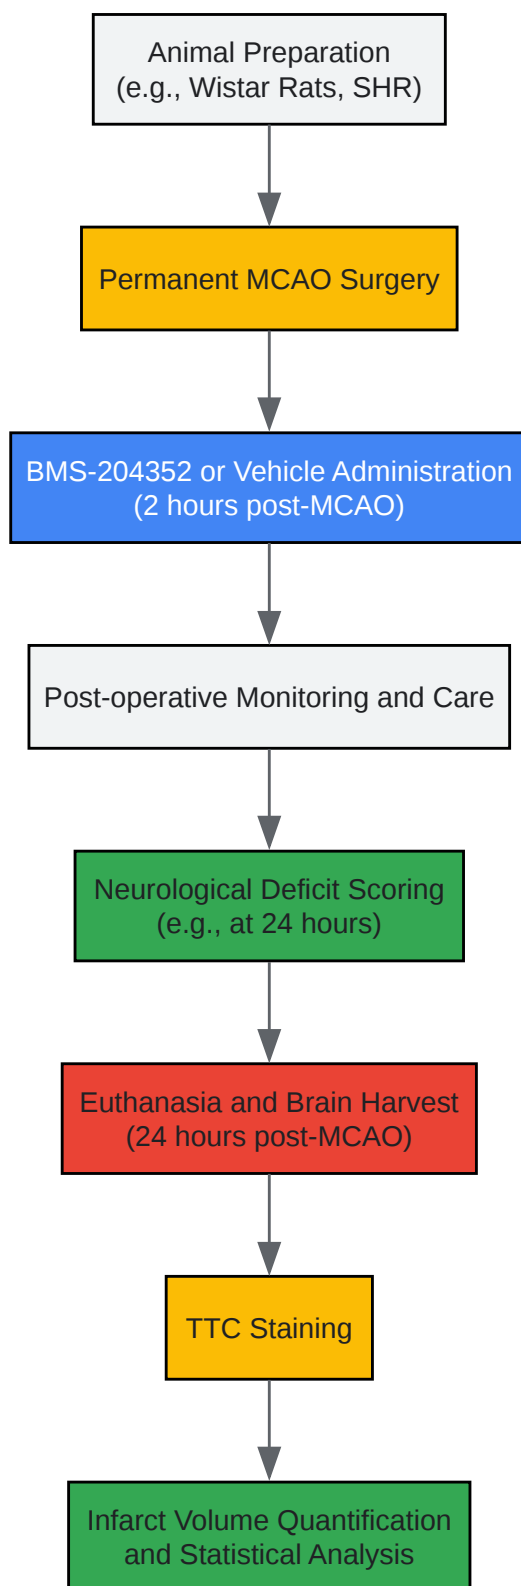 Animal Preparation
(e.g., Wistar Rats, SHR)
Permanent MCAO Surgery
BMS-204352 or Vehicle Administration
(2 hours post-MCAO)
Post-operative Monitoring and Care
Neurological Deficit Scoring
(e.g., at 24 hours)
Euthanasia and Brain Harvest
(24 hours post-MCAO)
TTC Staining
Infarct Volume Quantification
and Statistical Analysis